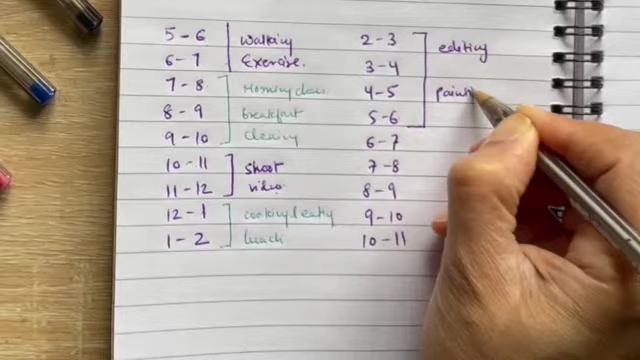 5 - 6 walking
6 - 7 Exercise.
7 - 8 Morning class
8 - 9 breakfast
9 - 10 cleaning
10 - 11 shoot
11 - 12 video
12 - 1 cooking / eating
1 - 2 lunch
2 - 3 editing
3 - 4
4 - 5
5 - 6
6 - 7
7 - 8
8 - 9
9 - 10
10 - 11